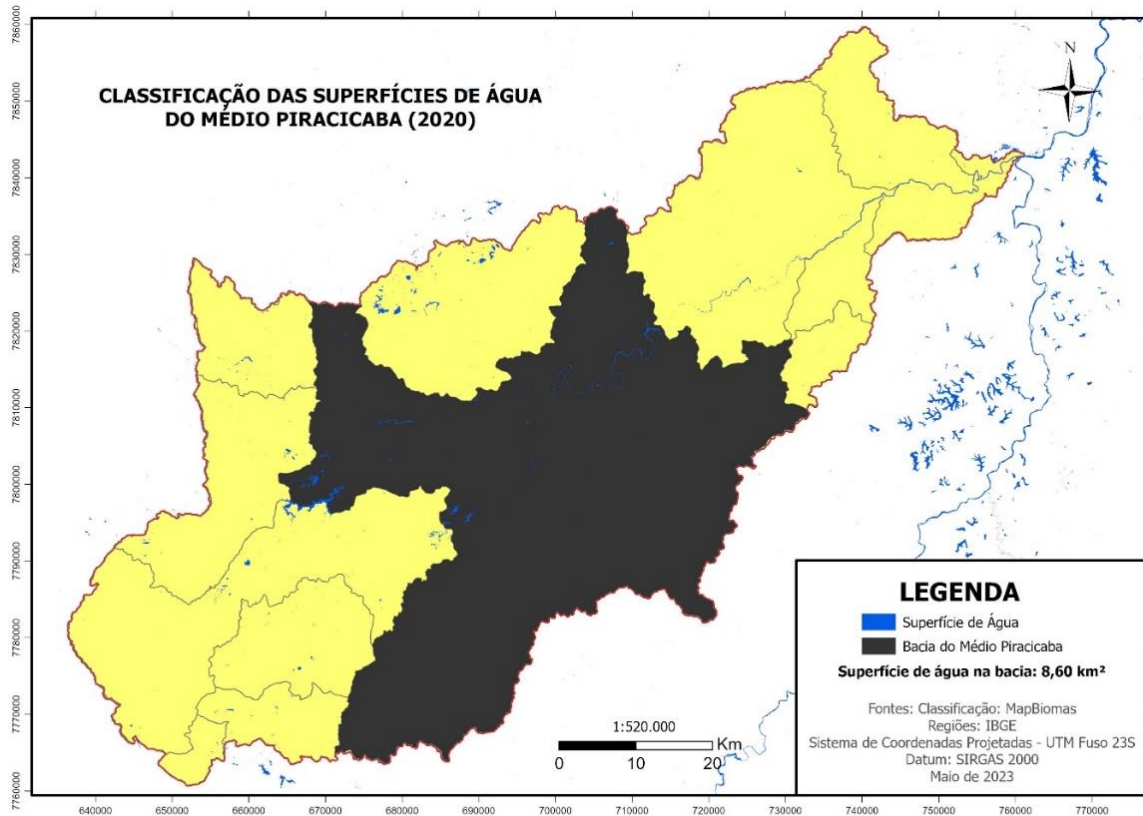 CLASSIFICAÇÃO DAS SUPERFÍCIES DE ÁGUA
DO MÉDIO PIRACICABA (2020)
N
7860000
7850000
7840000
7830000
7820000
7810000
7800000
7790000
7780000
7770000
7760000
1:520.000
Km
0 10 20
LEGENDA
Superfície de Água
Bacia do Médio Piracicaba
Superfície de água na bacia: 8,60 km²
Fontes: Classificação: MapBiomas
Regiões: IBGE
Sistema de Coordenadas Projetadas - UTM Fuso 23S
Datum: SIRGAS 2000
Maio de 2023
640000 650000 660000 670000 680000 690000 700000 710000 720000 730000 740000 750000 760000 770000